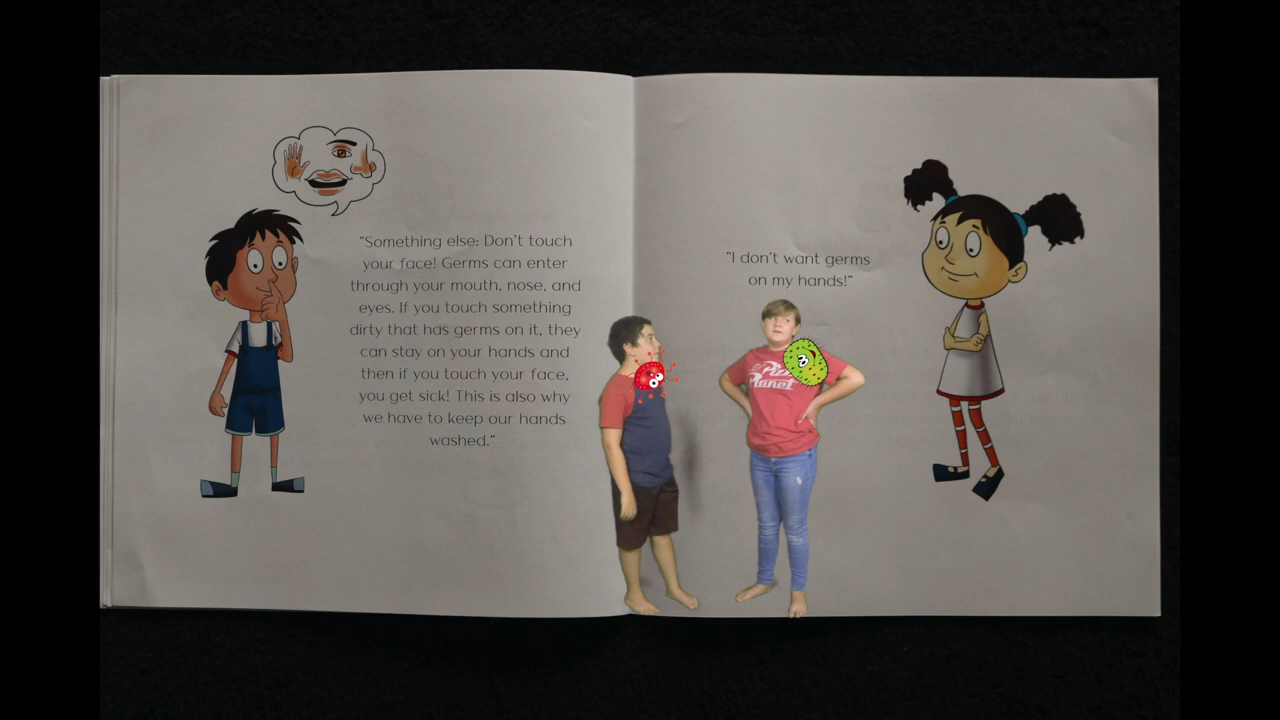 "Something else: Don't touch
your face! Germs can enter
through your mouth, nose, and
eyes. If you touch something
dirty that has germs on it, they
can stay on your hands and
then if you touch your face,
you get sick! This is also why
we have to keep our hands
washed."
"I don't want germs
on my hands!"
Pizza
Planet